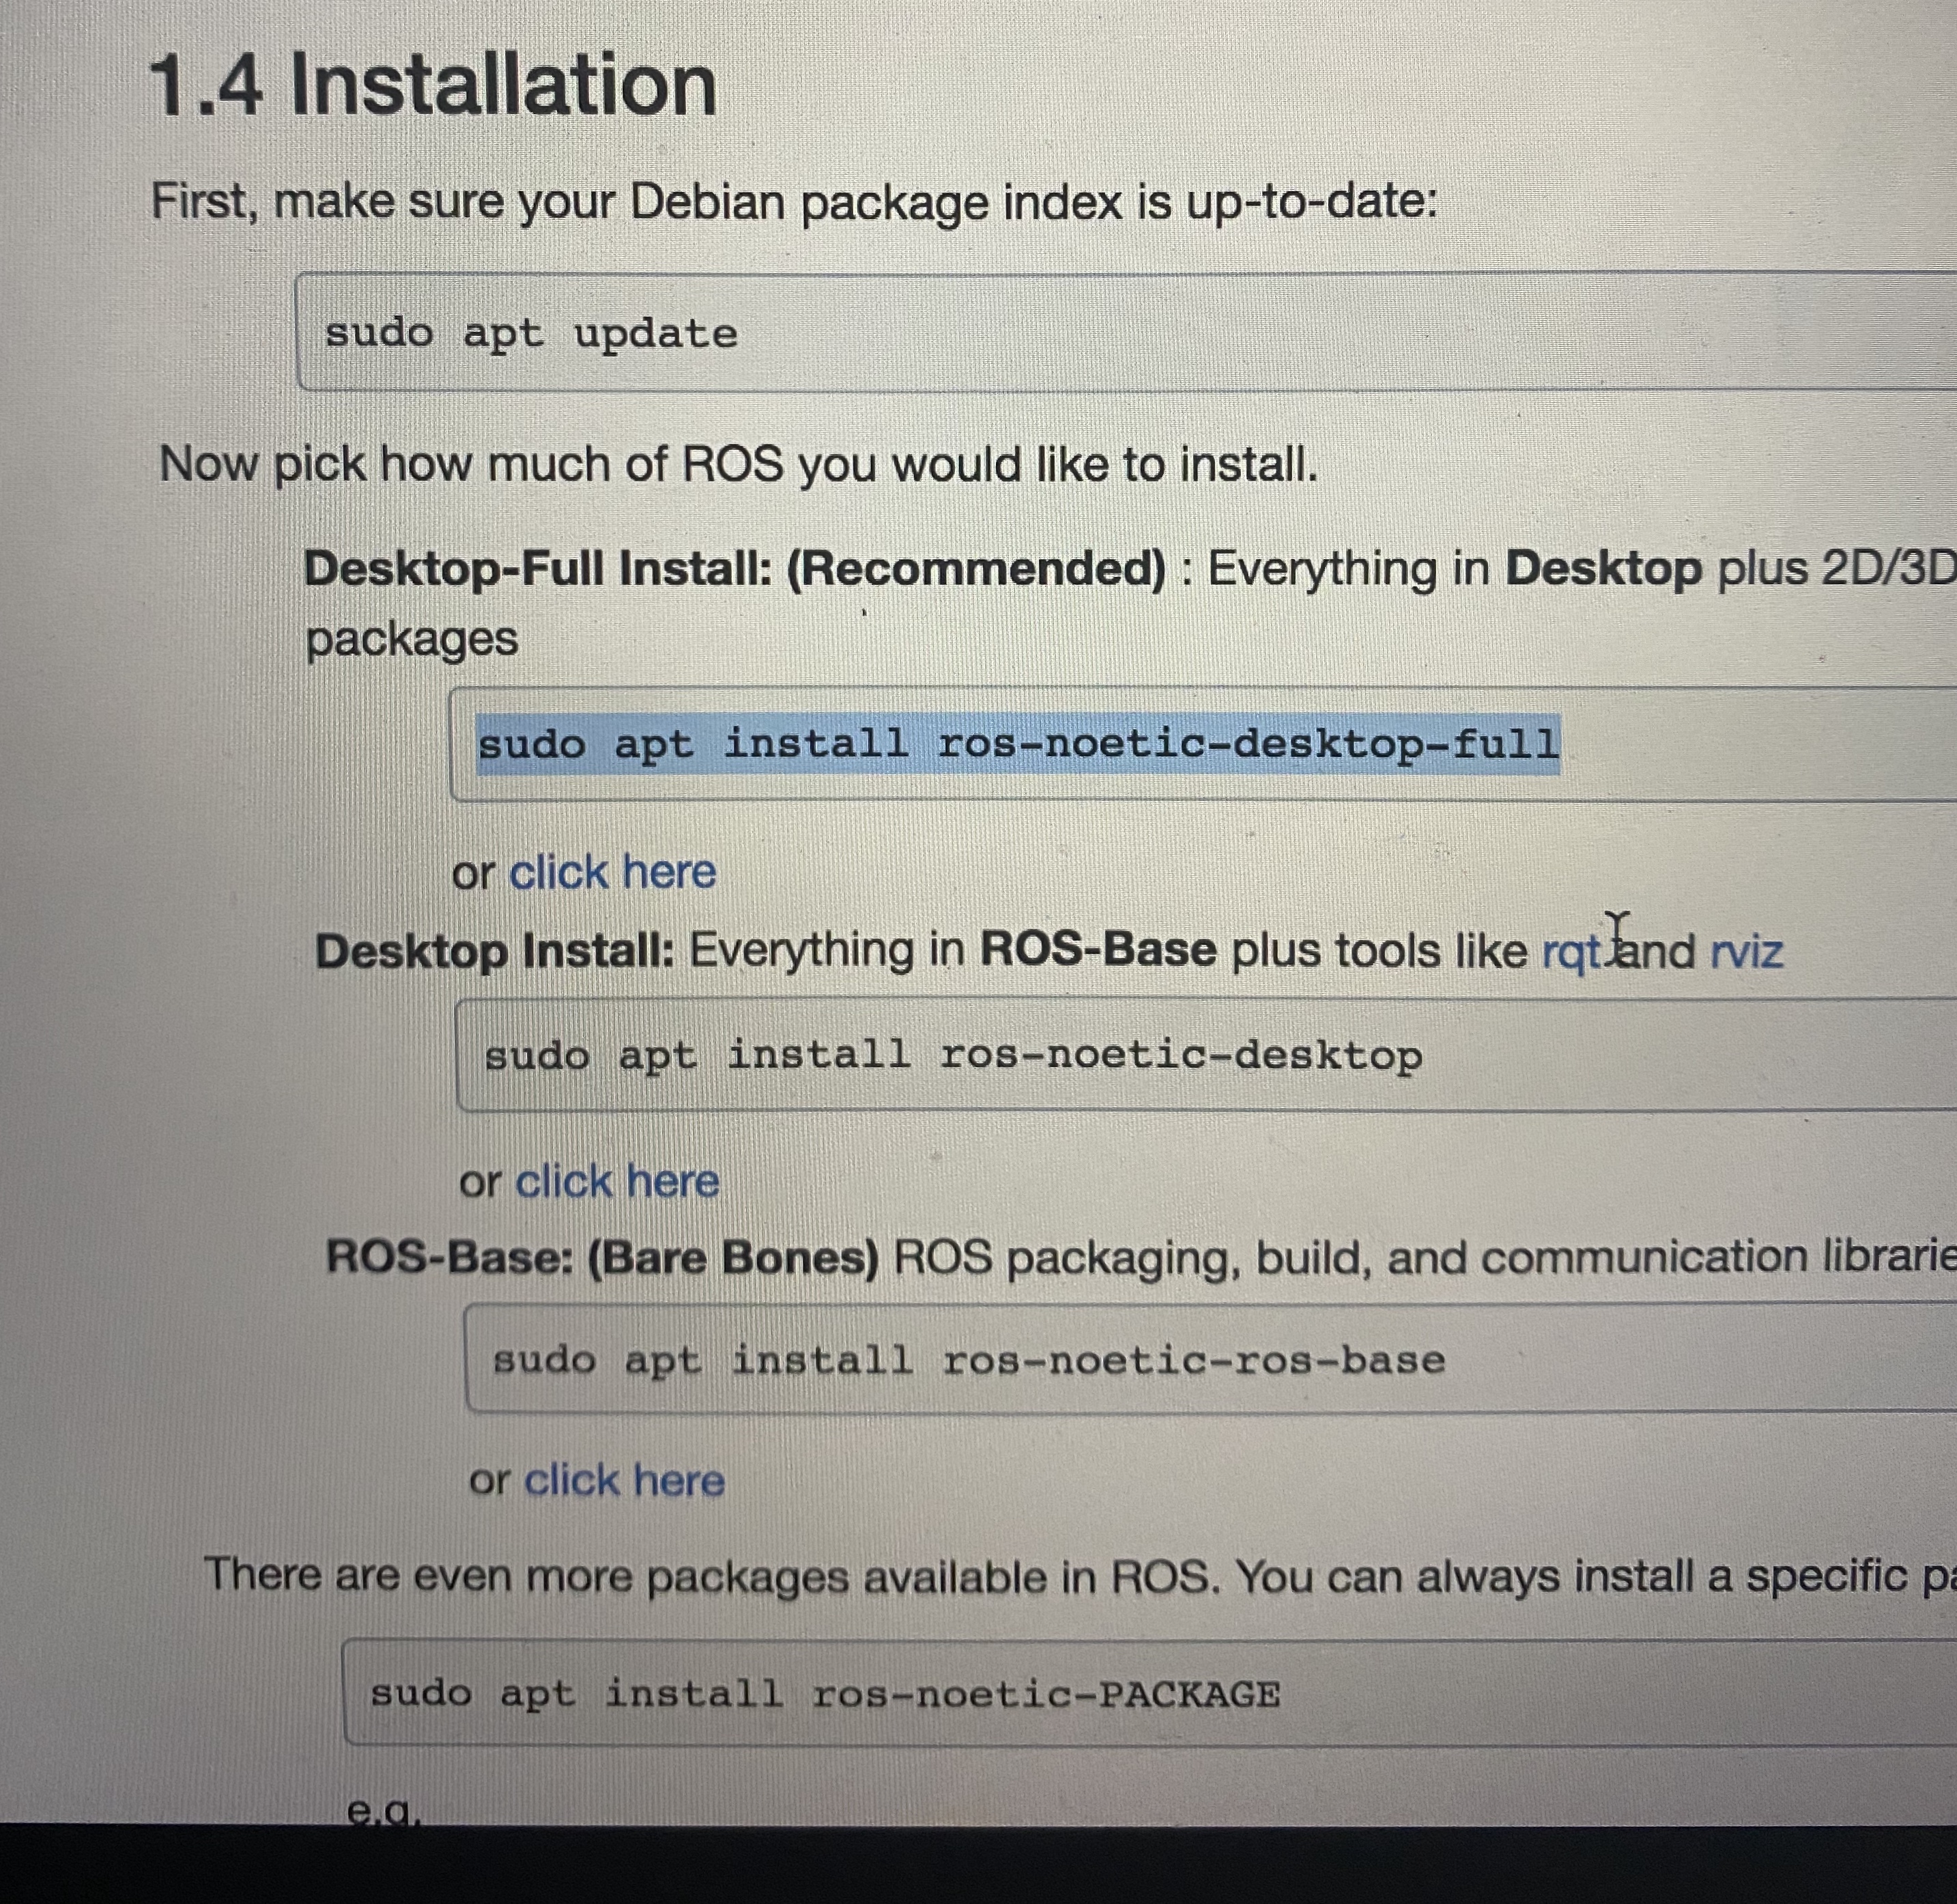 1.4 Installation
First, make sure your Debian package index is up-to-date:
sudo apt update
Now pick how much of ROS you would like to install.
Desktop-Full Install: (Recommended) : Everything in Desktop plus 2D/3D
packages
sudo apt install ros-noetic-desktop-full
or click here
Desktop Install: Everything in ROS-Base plus tools like rqt and rviz
sudo apt install ros-noetic-desktop
or click here
ROS-Base: (Bare Bones) ROS packaging, build, and communication librarie
sudo apt install ros-noetic-ros-base
or click here
There are even more packages available in ROS. You can always install a specific pa
sudo apt install ros-noetic-PACKAGE
e.g.